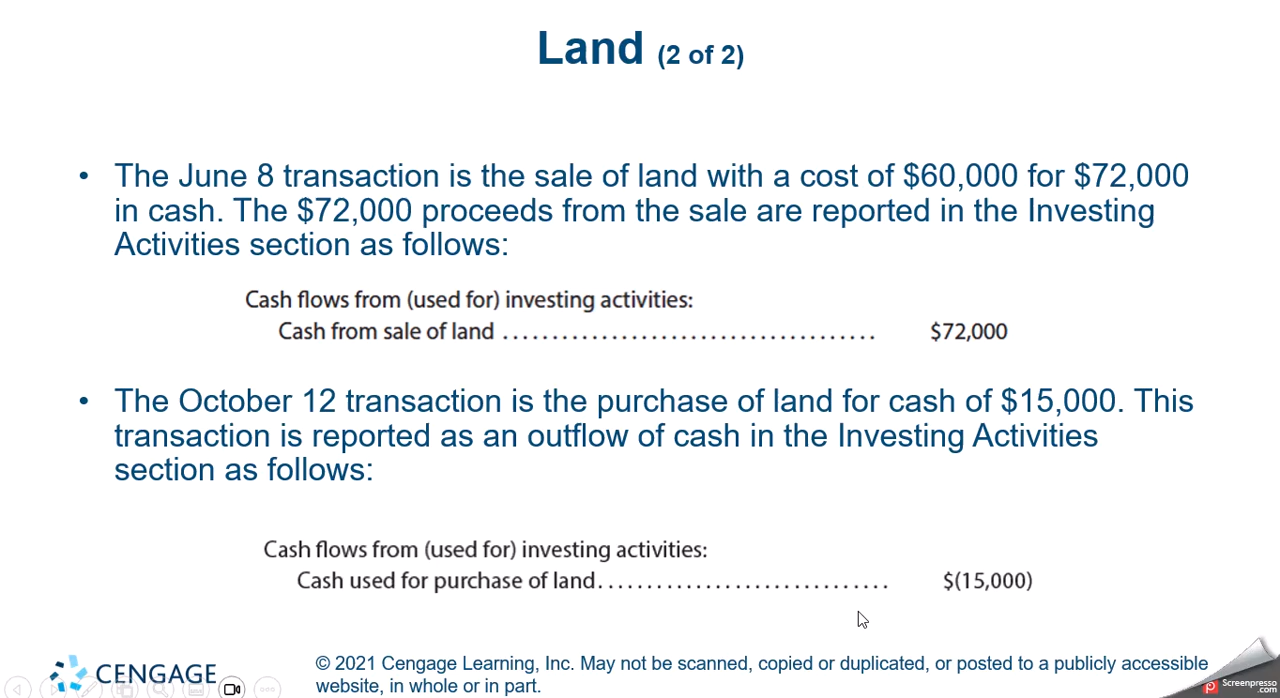 Land (2 of 2)
• The June 8 transaction is the sale of land with a cost of $60,000 for $72,000
in cash. The $72,000 proceeds from the sale are reported in the Investing
Activities section as follows:
Cash flows from (used for) investing activities:
Cash from sale of land ...................................... $72,000
• The October 12 transaction is the purchase of land for cash of $15,000. This
transaction is reported as an outflow of cash in the Investing Activities
section as follows:
Cash flows from (used for) investing activities:
Cash used for purchase of land.............................. $(15,000)
CENGAGE
© 2021 Cengage Learning, Inc. May not be scanned, copied or duplicated, or posted to a publicly accessible
website, in whole or in part.
Screenpresso
.com